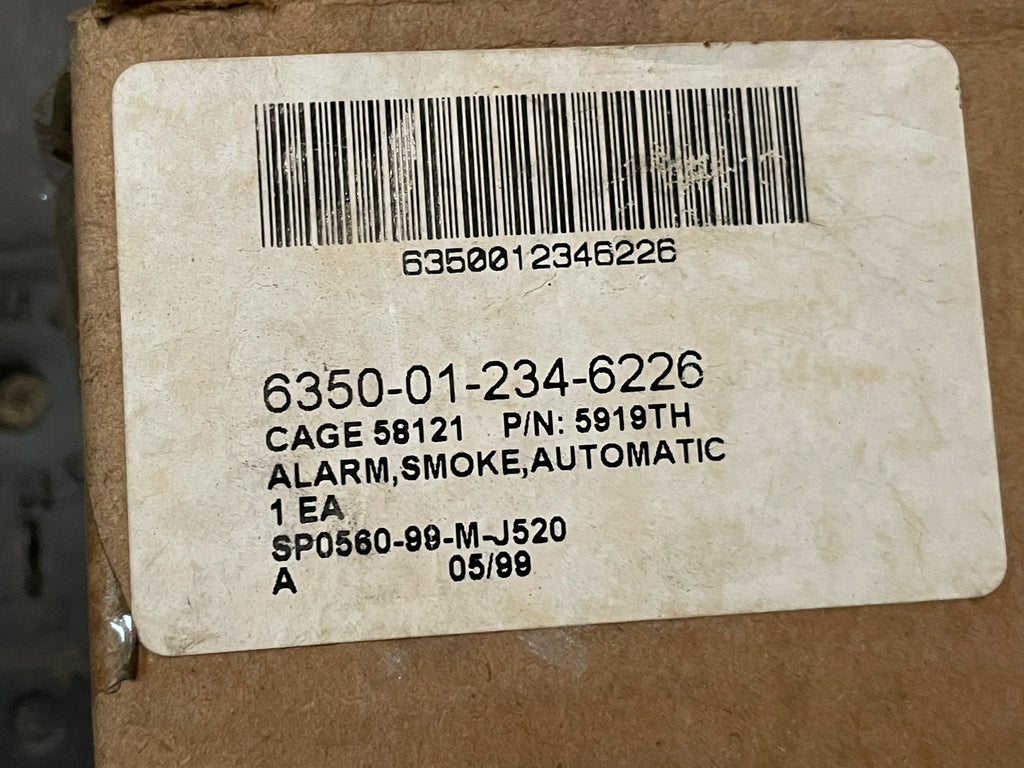 6350012346226
6350-01-234-6226
CAGE 58121 P/N: 5919TH
ALARM,SMOKE,AUTOMATIC
1 EA
SP0560-99-M-J520
A 05/99